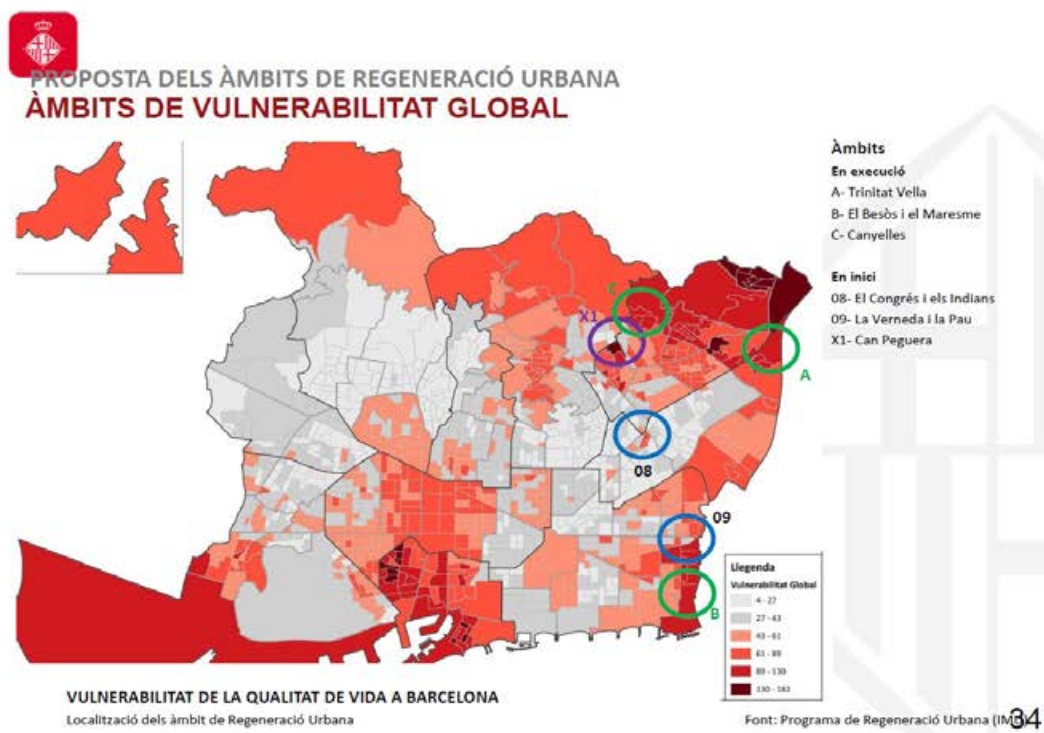 PROPOSTA DELS ÀMBITS DE REGENERACIÓ URBANA
ÀMBITS DE VULNERABILITAT GLOBAL
Àmbits
En execució
A- Trinitat Vella
B- El Besòs i el Maresme
C- Canyelles
En inici
08- El Congrés i els Indians
09- La Verneda i la Pau
X1- Can Peguera
C
X1
A
08
09
B
Llegenda
Vulnerabilitat Global
4 - 27
27 - 43
43 - 61
61 - 89
89 - 130
130 - 182
VULNERABILITAT DE LA QUALITAT DE VIDA A BARCELONA
Localització dels àmbit de Regeneració Urbana
Font: Programa de Regeneració Urbana
34